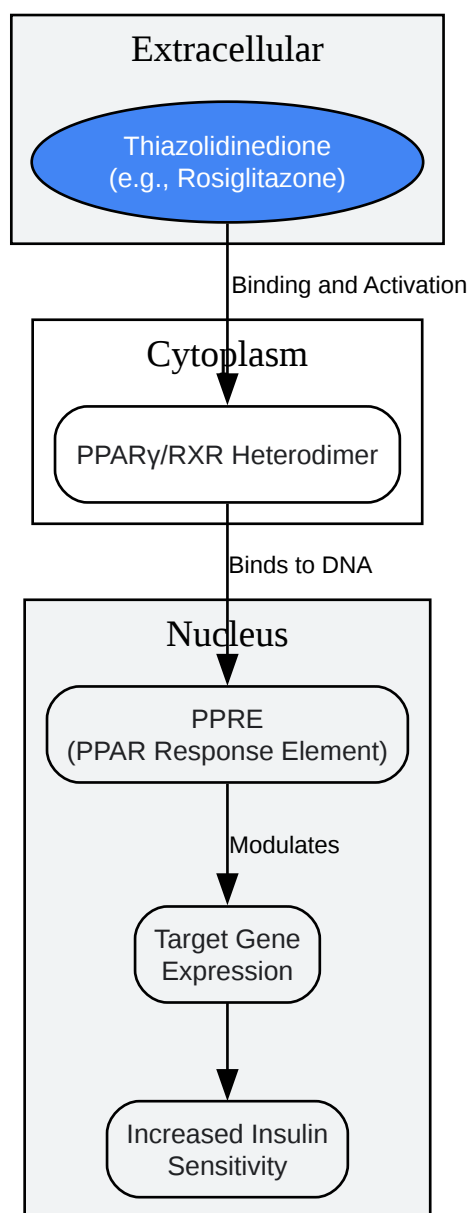 Extracellular
Thiazolidinedione
(e.g., Rosiglitazone)
Binding and Activation
Cytoplasm
PPARγ/RXR Heterodimer
Binds to DNA
Nucleus
PPRE
(PPAR Response Element)
Modulates
Target Gene
Expression
Increased Insulin
Sensitivity